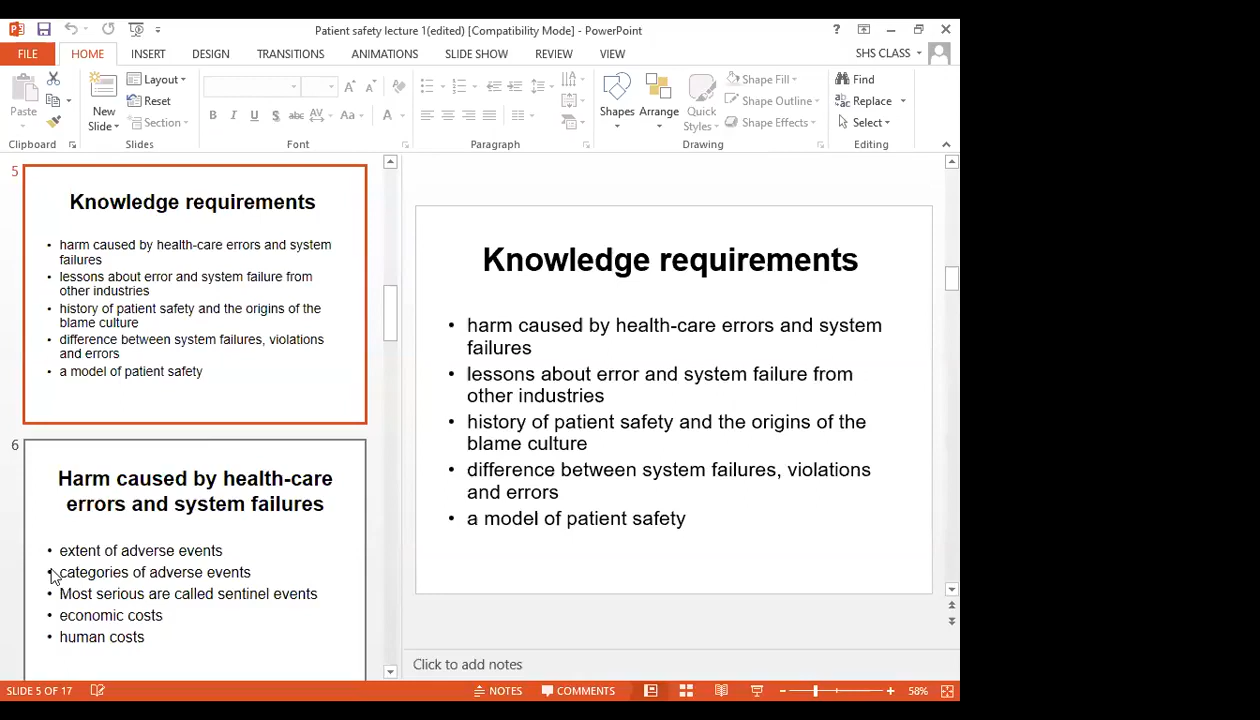 Patient safety lecture 1(edited) [Compatibility Mode] - PowerPoint
FILE HOME INSERT DESIGN TRANSITIONS ANIMATIONS SLIDE SHOW REVIEW VIEW SHS CLASS
Paste
New Slide
Layout
Reset
Section
Shapes
Arrange
Quick Styles
Shape Fill
Shape Outline
Shape Effects
Find
Replace
Select
Clipboard Slides Font Paragraph Drawing Editing
5
Knowledge requirements
• harm caused by health-care errors and system
failures
• lessons about error and system failure from
other industries
• history of patient safety and the origins of the
blame culture
• difference between system failures, violations
and errors
• a model of patient safety
6
Harm caused by health-care
errors and system failures
• extent of adverse events
• categories of adverse events
• Most serious are called sentinel events
• economic costs
• human costs
Knowledge requirements
• harm caused by health-care errors and system
failures
• lessons about error and system failure from
other industries
• history of patient safety and the origins of the
blame culture
• difference between system failures, violations
and errors
• a model of patient safety
Click to add notes
SLIDE 5 OF 17 NOTES COMMENTS 58%